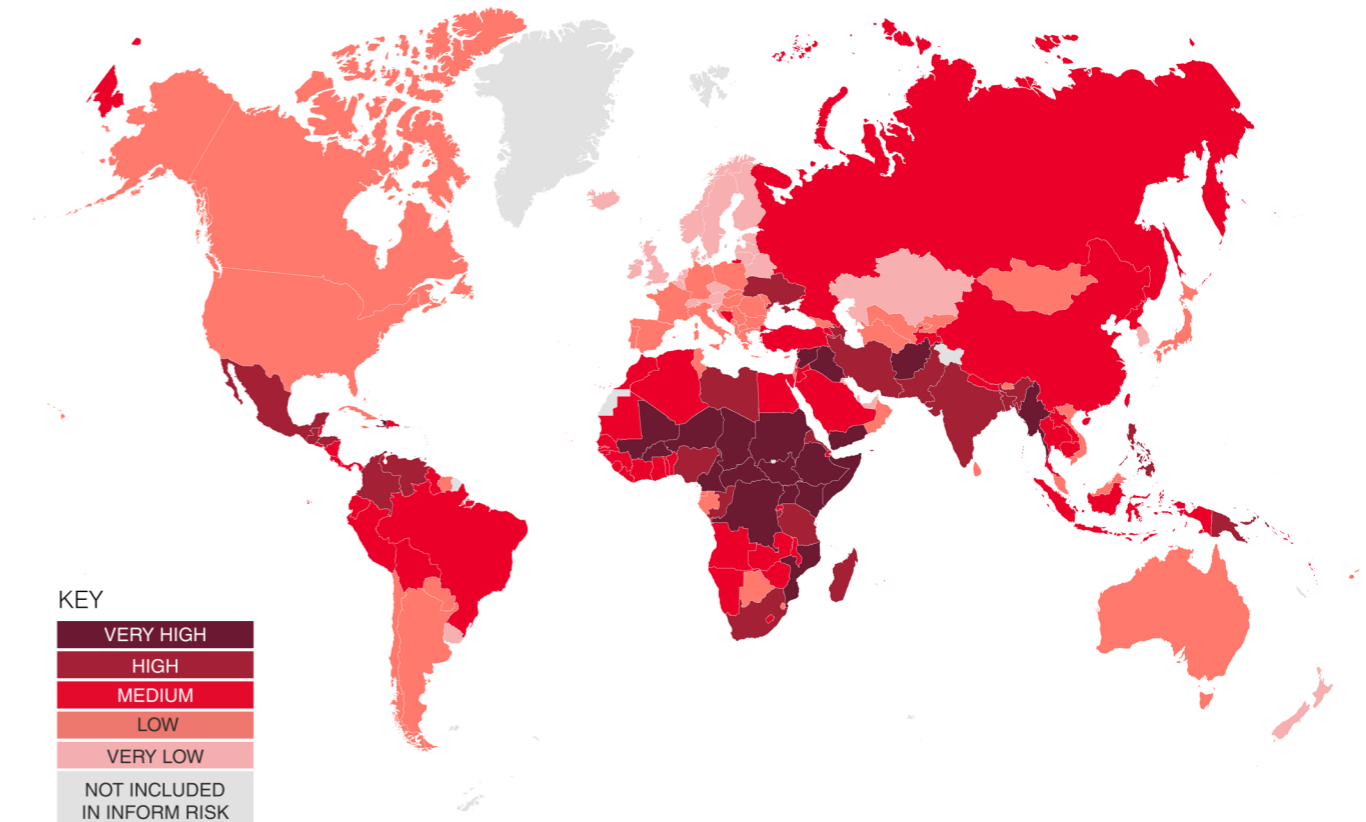 KEY
VERY HIGH
HIGH
MEDIUM
LOW
VERY LOW
NOT INCLUDED
IN INFORM RISK